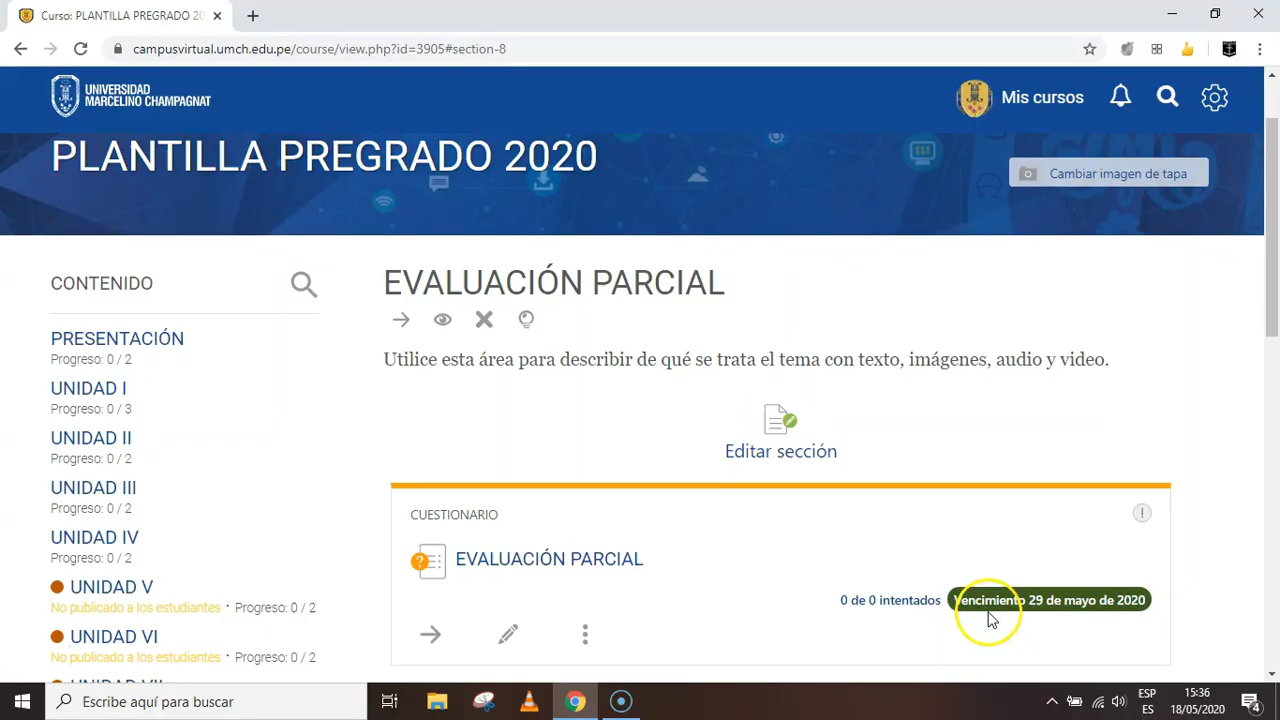 Curso: PLANTILLA PREGRADO 20
campusvirtual.umch.edu.pe/course/view.php?id=3905#section-8
UNIVERSIDAD
MARCELINO CHAMPAGNAT
Mis cursos
PLANTILLA PREGRADO 2020
Cambiar imagen de tapa
CONTENIDO
PRESENTACIÓN
Progreso: 0 / 2
UNIDAD I
Progreso: 0 / 3
UNIDAD II
Progreso: 0 / 2
UNIDAD III
Progreso: 0 / 2
UNIDAD IV
Progreso: 0 / 2
UNIDAD V
No publicado a los estudiantes · Progreso: 0 / 2
UNIDAD VI
No publicado a los estudiantes · Progreso: 0 / 2
EVALUACIÓN PARCIAL
Utilice esta área para describir de qué se trata el tema con texto, imágenes, audio y video.
Editar sección
CUESTIONARIO
EVALUACIÓN PARCIAL
0 de 0 intentados
Vencimiento 29 de mayo de 2020
Escribe aquí para buscar
ESP
ES
15:36
18/05/2020
4